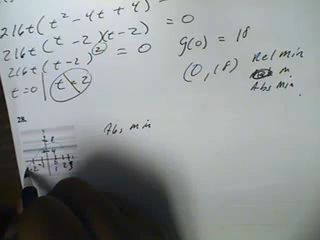 216t(t² - 4t + 4) = 0
216t(t - 2)(t - 2) = 0
216t(t - 2)² = 0
t = 0 | t = 2
g(0) = 18
(0, 18) Rel min
Abs min
28.
Abs min